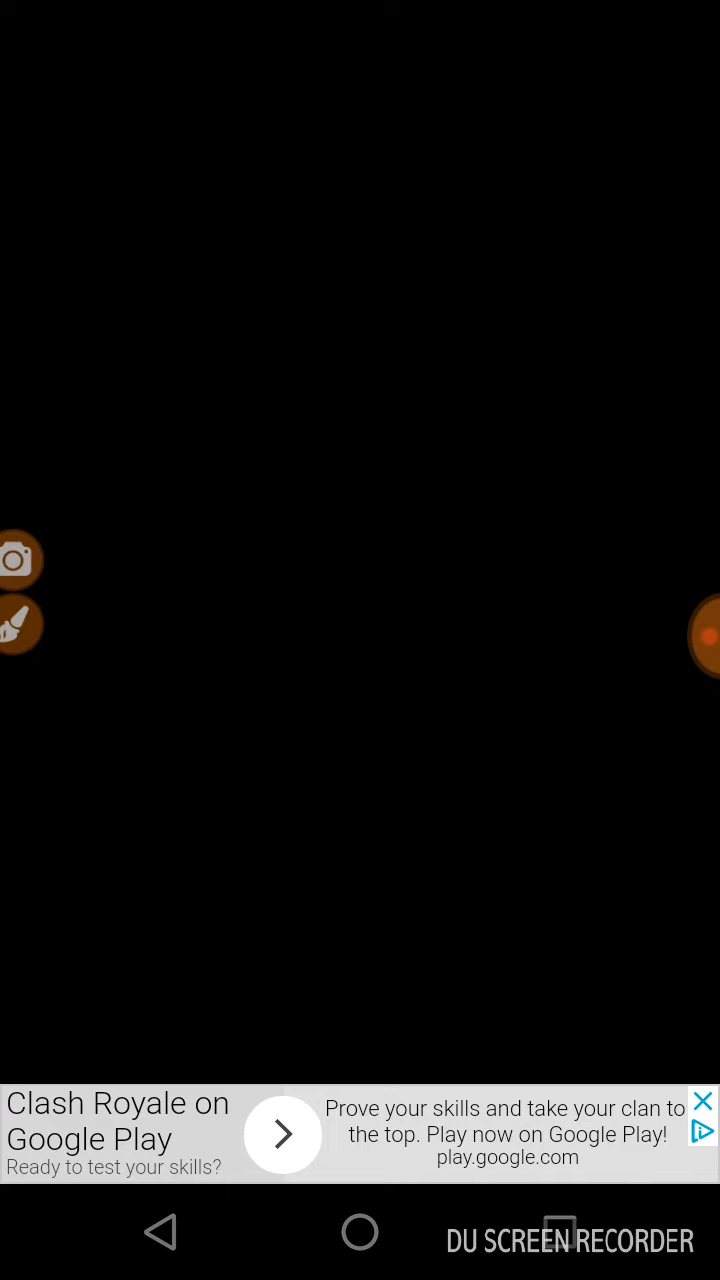 Clash Royale on
Google Play
Ready to test your skills?
Prove your skills and take your clan to
the top. Play now on Google Play!
play.google.com
DU SCREEN RECORDER